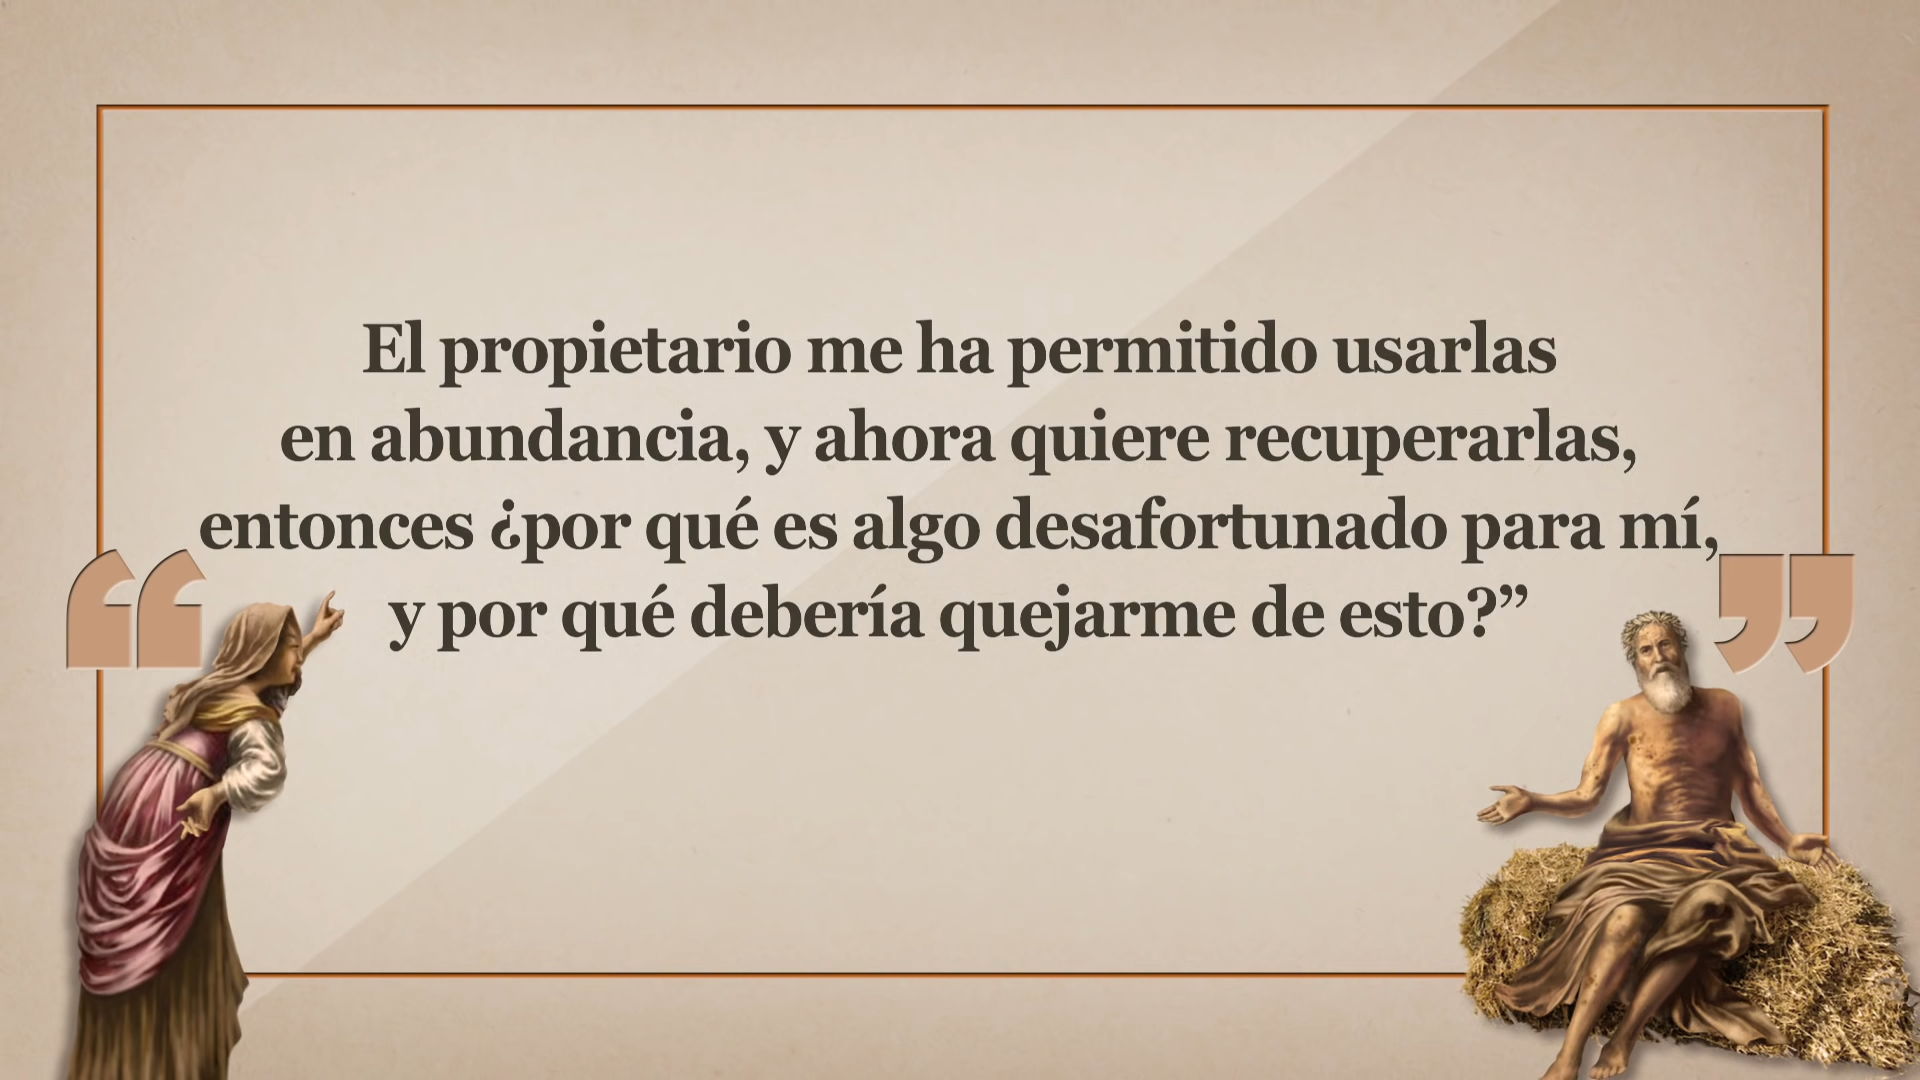 El propietario me ha permitido usarlas
en abundancia, y ahora quiere recuperarlas,
entonces ¿por qué es algo desafortunado para mí,
y por qué debería quejarme de esto?”